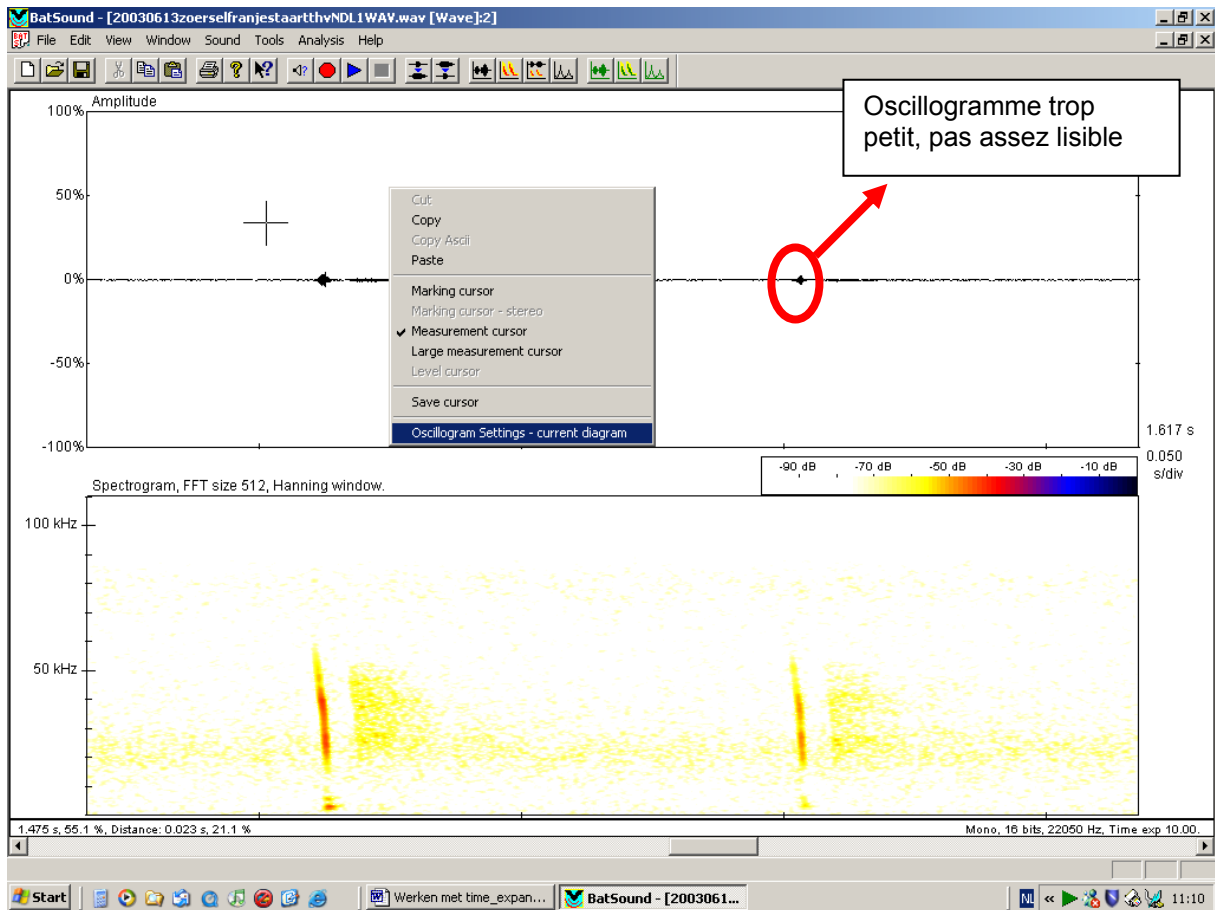 BatSound - [20030613zoerselfranjestaartthvNDL1WAV.wav [Wave]:2]
File Edit View Window Sound Tools Analysis Help
Amplitude
100%
50%
0%
-50%
-100%
Oscillogramme trop
petit, pas assez lisible
Cut
Copy
Copy Ascii
Paste
Marking cursor
Marking cursor - stereo
Measurement cursor
Large measurement cursor
Level cursor
Save cursor
Oscillogram Settings - current diagram
1.617 s
0.050
s/div
-90 dB -70 dB -50 dB -30 dB -10 dB
Spectrogram, FFT size 512, Hanning window.
100 kHz
50 kHz
1.475 s, 55.1 %, Distance: 0.023 s, 21.1 %
Mono, 16 bits, 22050 Hz, Time exp 10.00.
Start
Werken met time_expan...
BatSound - [2003061...
NL
11:10